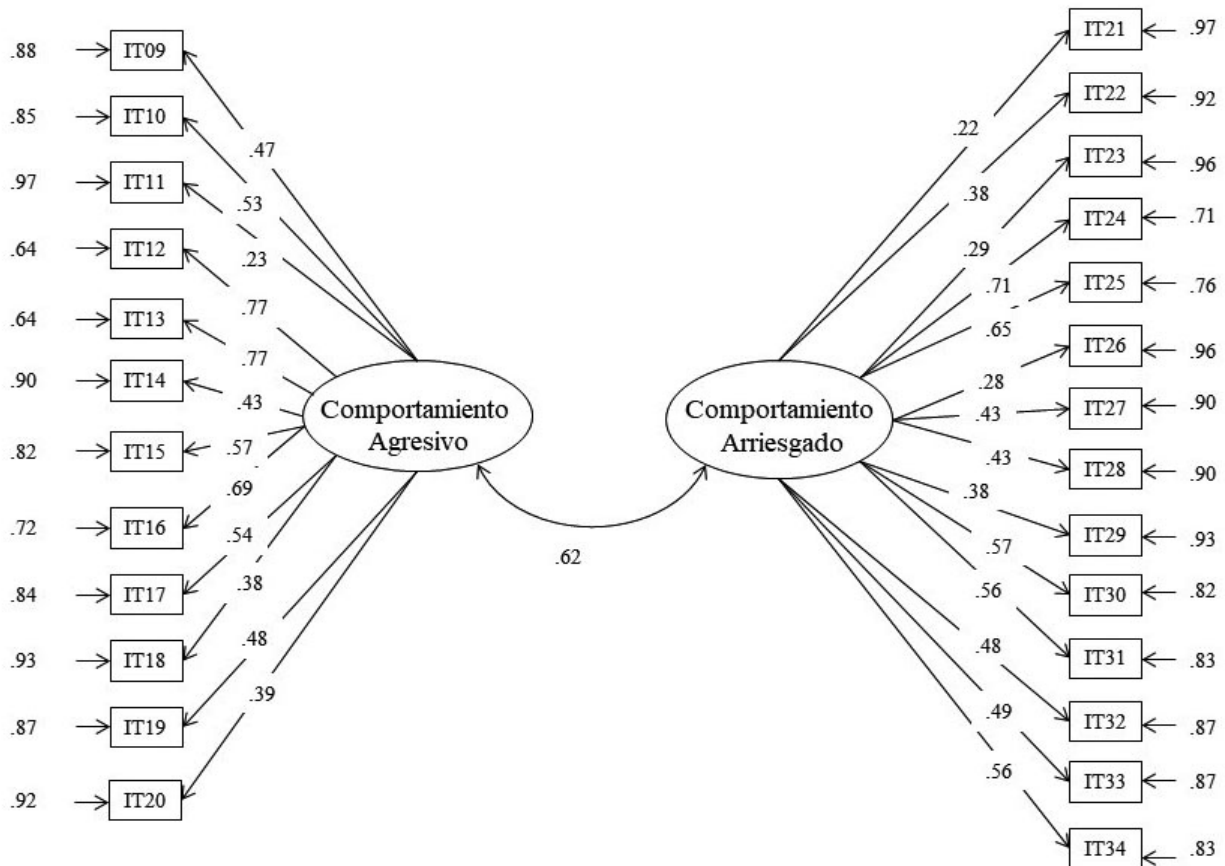 .88 IT09
.85 IT10
.97 IT11
.64 IT12
.64 IT13
.90 IT14
.82 IT15
.72 IT16
.84 IT17
.93 IT18
.87 IT19
.92 IT20
.47
.53
.23
.77
.77
.43
.57
.69
.54
.38
.48
.39
Comportamiento
Agresivo
.62
Comportamiento
Arriesgado
.22
.38
.29
.71
.65
.28
.43
.43
.38
.57
.56
.48
.49
.56
IT21 .97
IT22 .92
IT23 .96
IT24 .71
IT25 .76
IT26 .96
IT27 .90
IT28 .90
IT29 .93
IT30 .82
IT31 .83
IT32 .87
IT33 .87
IT34 .83